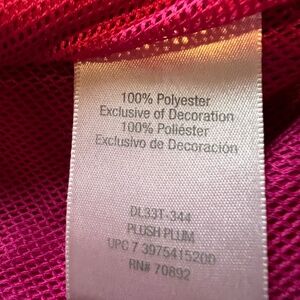 100% Polyester
Exclusive of Decoration
100% Poliéster
Exclusivo de Decoración
DL33T-344
PLUSH PLUM
UPC 7 3975415200
RN# 70892